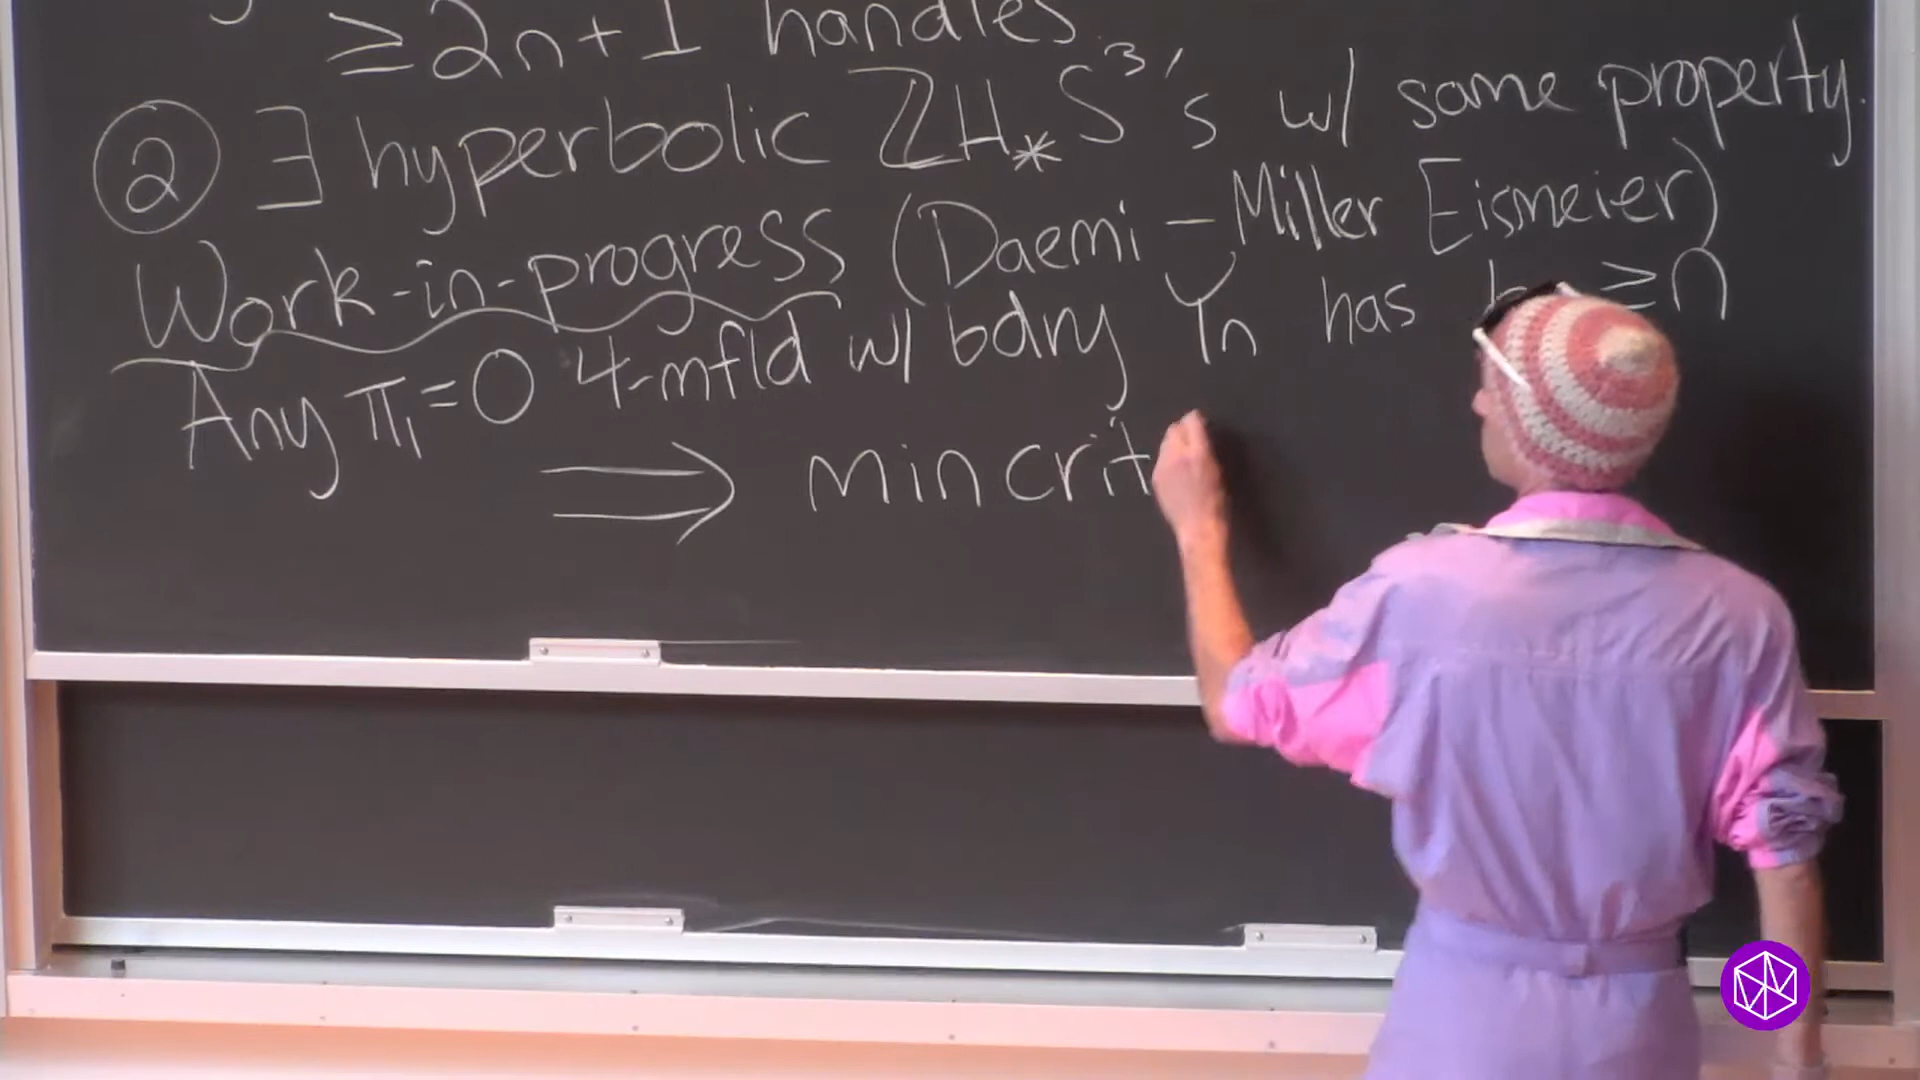 ≥2n+1 handles
② ∃ hyperbolic ZH_*S³'s w/ same property.
Work-in-progress (Daemi – Miller Eismeier)
Any π₁=0 4-mfld w/ bdry Yₙ has ≥n
⟹ min crit